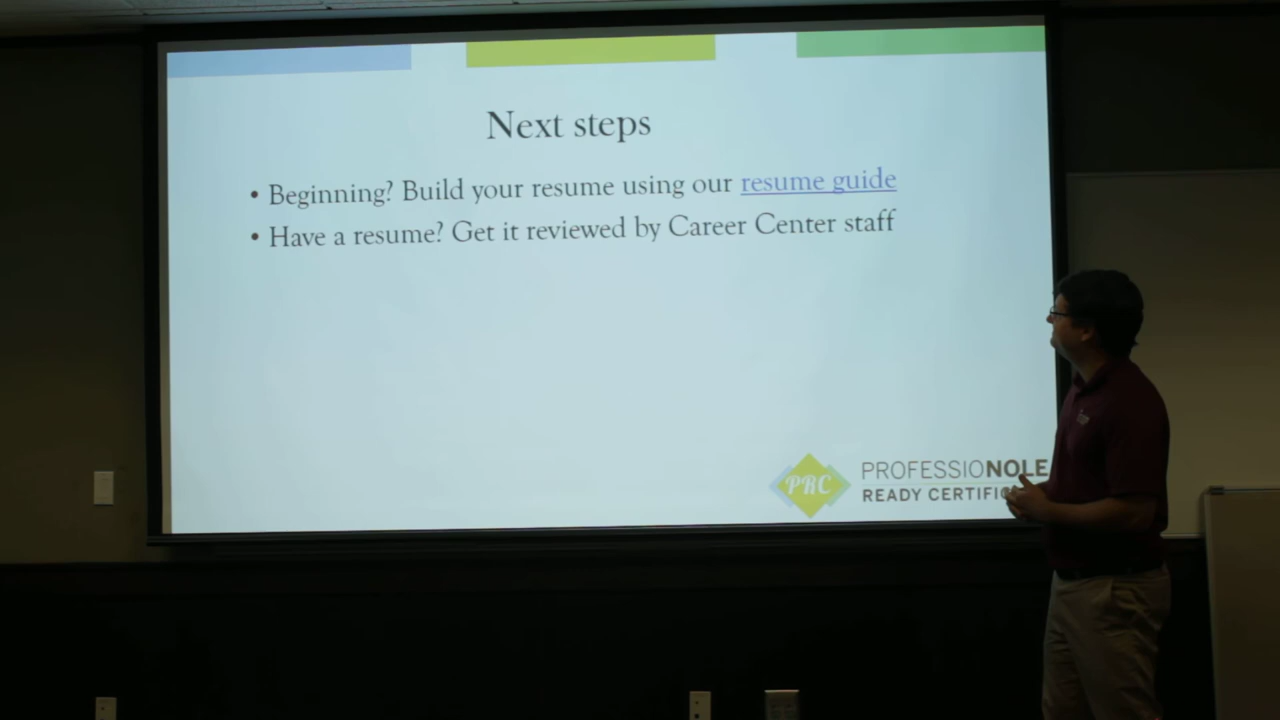 Next steps
• Beginning? Build your resume using our resume guide
• Have a resume? Get it reviewed by Career Center staff
PRC
PROFESSIONOLE
READY